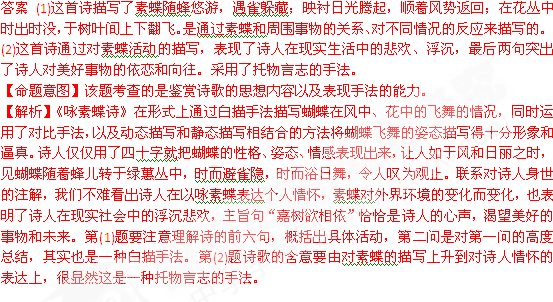 答案 (1)这首诗描写了素蝶随蜂悠游，遇雀躲藏；映衬日光腾起，顺着风势返回，在花丛
中时出时没,于树叶间上下翻飞。是通过素蝶和周围事物的关系、对不同情况的反应来描写的。
(2)这首诗通过对素蝶活动的描写，表现了诗人在现实生活中的悲欢、浮沉，最后两句突出
了诗人对美好事物的依恋和向往。采用了托物言志的手法。
【命题意图】该题考查的是鉴赏诗歌的思想内容以及表现手法的能力。
【解析】《咏素蝶诗》在形式上通过白描手法描写蝴蝶在风中、花中的飞舞的情况，同时运
用了对比手法，以及动态描写和静态描写相结合的方法将蝴蝶飞舞的姿态描写得十分形象和
逼真。诗人仅仅用了四十字就把蝴蝶的性格、姿态、情感表现出来，让人如于风和日丽之时，
见蝴蝶随着蜂儿转于绿蕙丛中，时而避雀隐，时而浴日舞，令人叹为观止。联系对诗人身世
的注解，我们不难看出诗人在以咏素蝶表达个人情怀，素蝶对外界环境的变化而变化，也表
明了诗人在现实社会中的浮沉悲欢，主旨句“嘉树欲相依”恰恰是诗人的心声，渴望美好的
事物和未来。第(1)题要注意理解诗的前六句，概括出具体活动，第二问是对第一问的高度
总结，其实也是一种白描手法。第(2)题诗歌的含意要由对素蝶的描写上升到对诗人情怀的
表达上，很显然这是一种托物言志的手法。